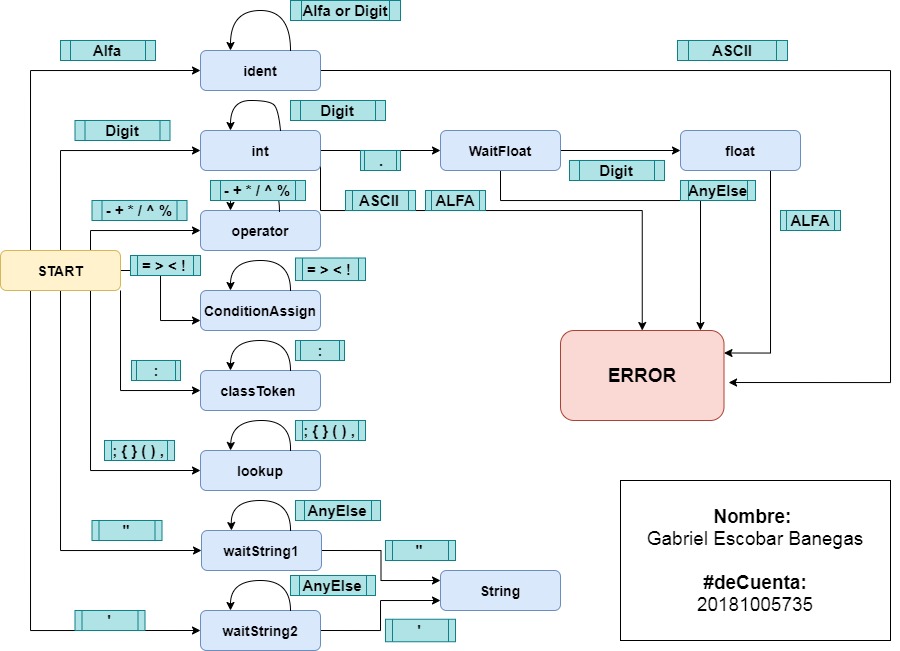 Alfa or Digit
Alfa
ASCII
ident
Digit
Digit
int
.
WaitFloat
Digit
float
- + * / ^ %
AnyElse
ASCII
ALFA
- + * / ^ %
ALFA
operator
START
= > < !
= > < !
ConditionAssign
:
:
classToken
ERROR
; { } ( ) ,
; { } ( ) ,
lookup
AnyElse
"
waitString1
"
AnyElse
String
'
waitString2
'
Nombre:
Gabriel Escobar Banegas
#deCuenta:
20181005735